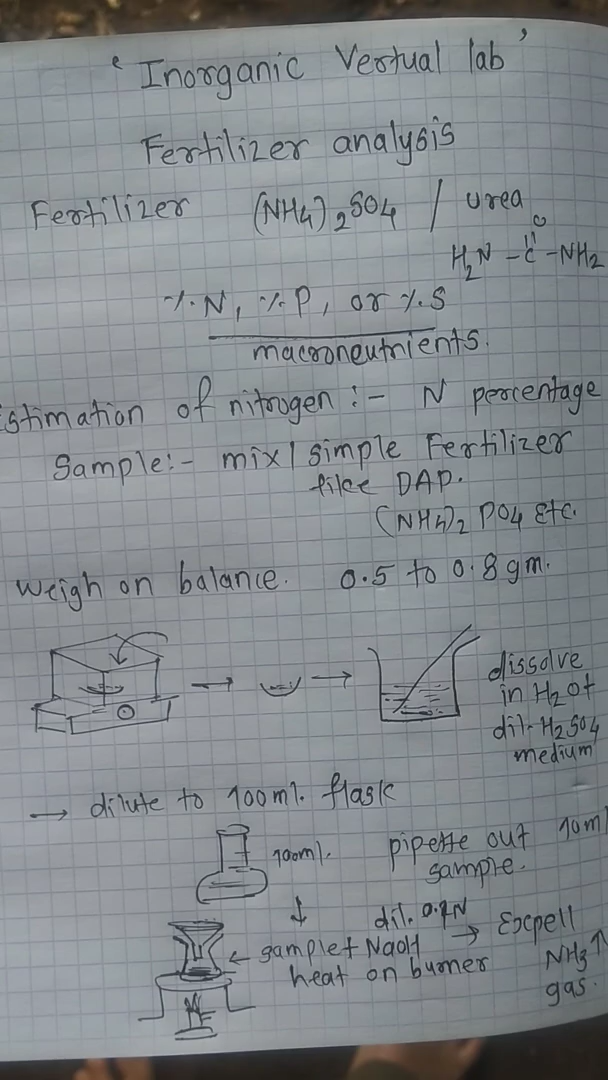 ‘ Inorganic Vertual lab ’
Fertilizer analysis
Fertilizer (NH4)2SO4 / urea
O
H2N - C - NH2
%N, %P, or %S
macroneutrients.
Estimation of nitrogen :- N percentage
Sample:- mix/simple Fertilizer
like DAP.
(NH4)2 PO4 Etc.
Weigh on balance. 0.5 to 0.8 gm.
dissolve
in H2O+
dil. H2SO4
medium
→ dilute to 100ml. flask
100ml.
pipette out 10ml
sample.
dil. 0.1N
sample + NaOH → Expell
heat on burner NH3↑
gas.